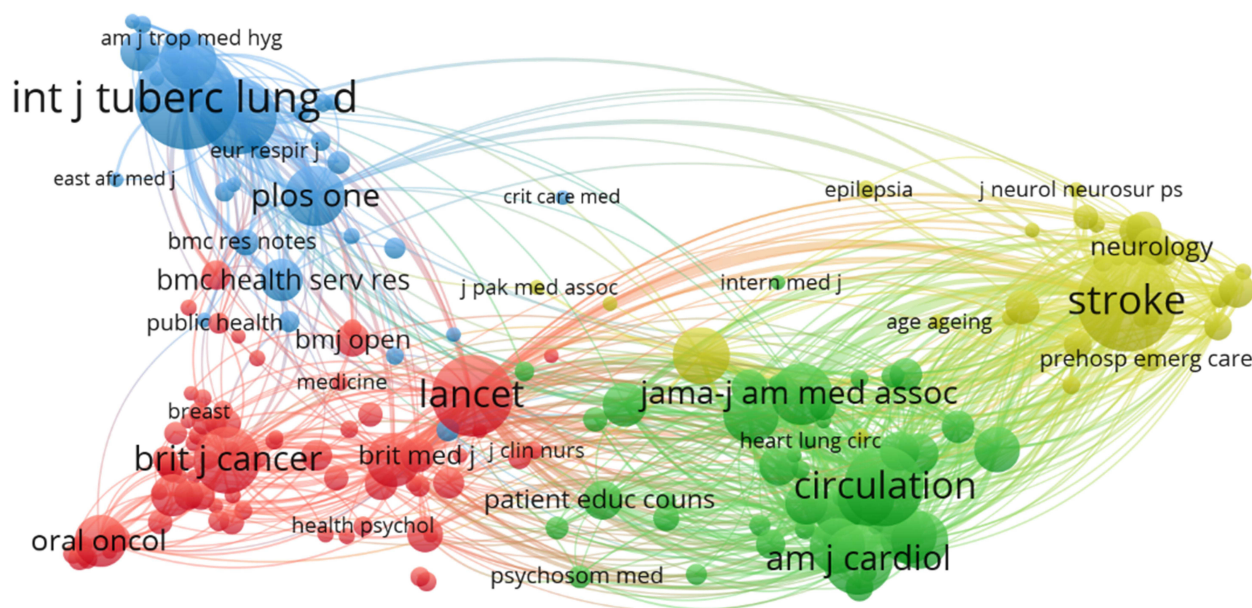 am j trop med hyg
int j tuberc lung d
eur respir j
east afr med j
plos one
crit care med
epilepsia
j neurol neurosur ps
bmc res notes
neurology
bmc health serv res
j pak med assoc
intern med j
stroke
public health
bmj open
age ageing
prehosp emerg care
medicine
lancet
jama-j am med assoc
breast
heart lung circ
brit j cancer
brit med j
j clin nurs
circulation
patient educ couns
health psychol
oral oncol
am j cardiol
psychosom med